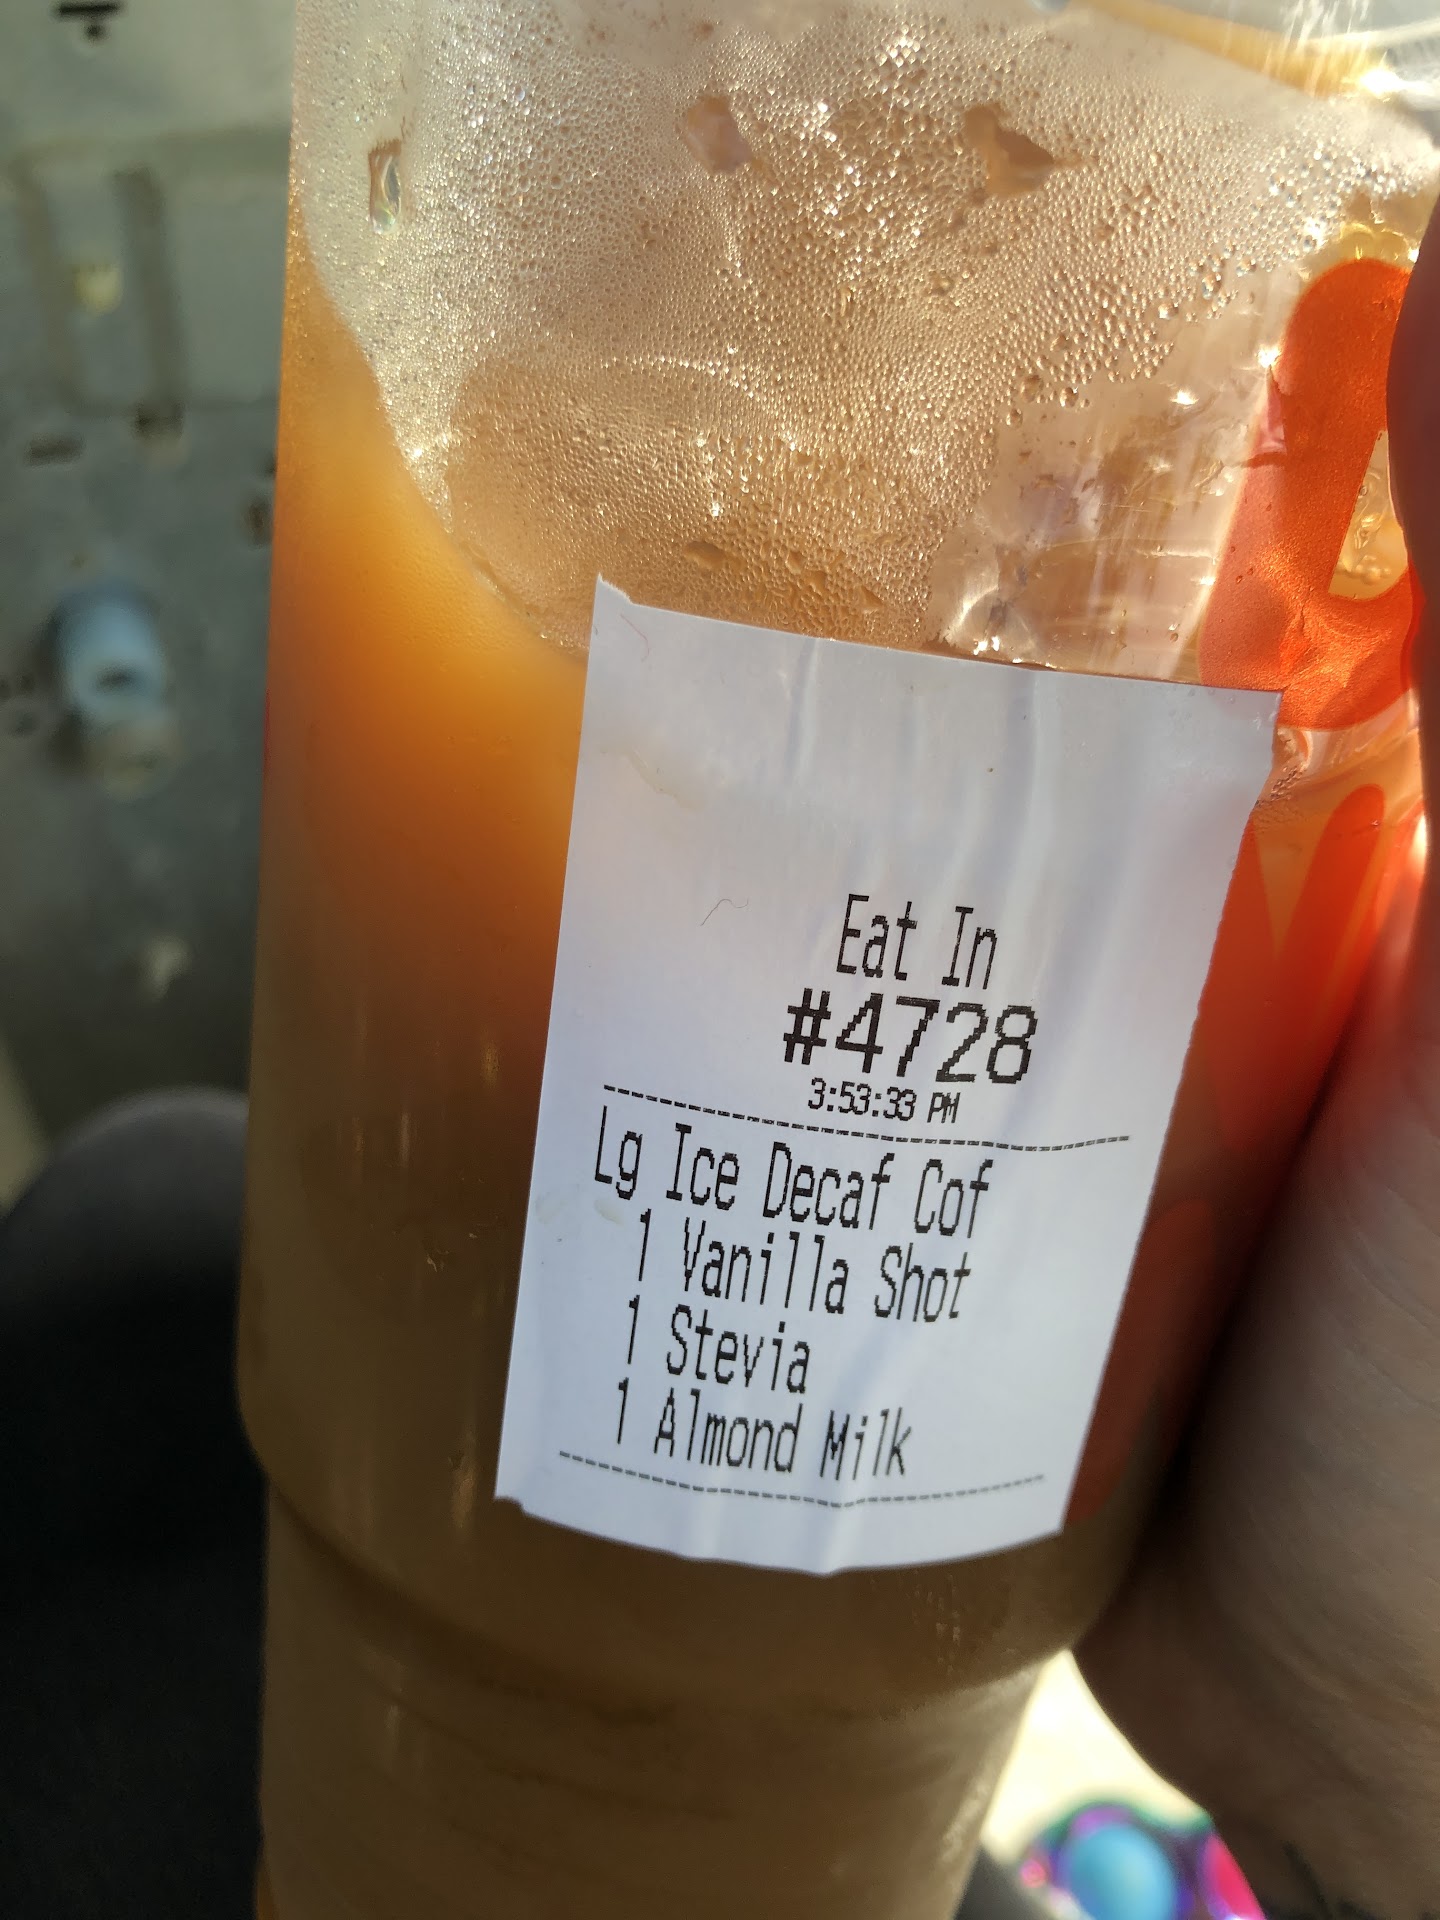 Eat In
#4728
3:53:33 PM
Lg Ice Decaf Cof
1 Vanilla Shot
1 Stevia
1 Almond Milk